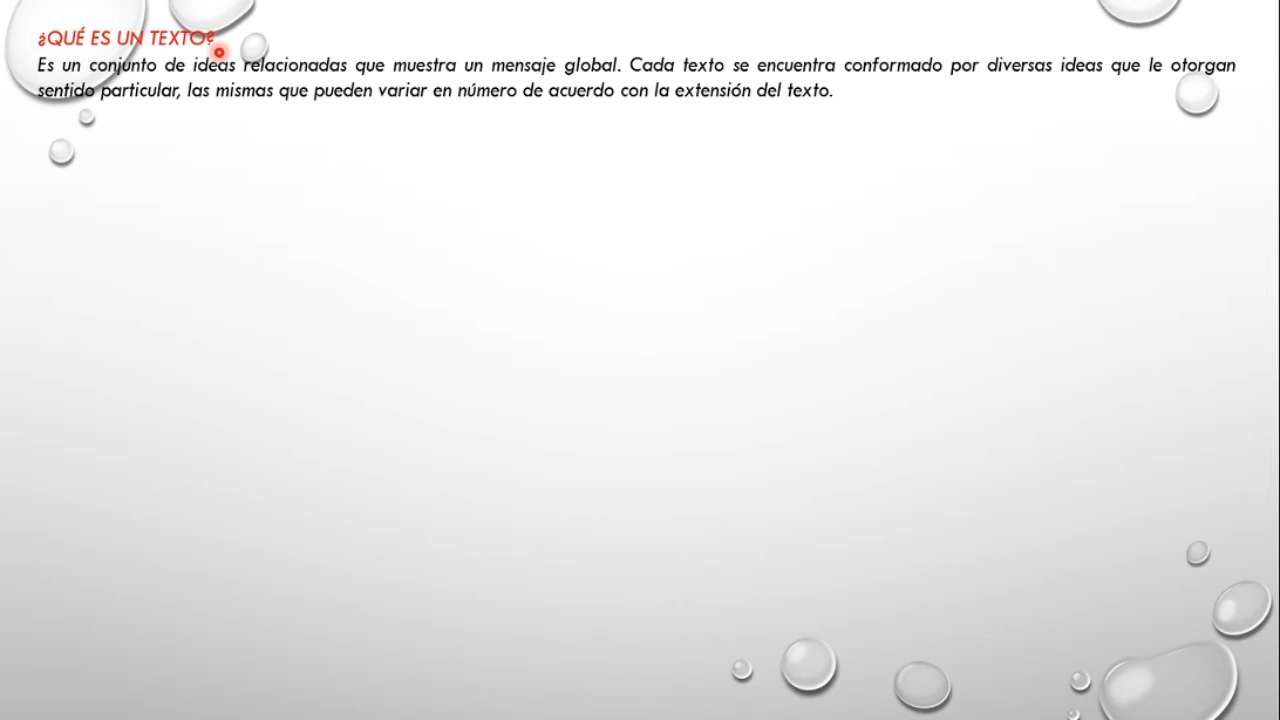 ¿QUÉ ES UN TEXTO?
Es un conjunto de ideas relacionadas que muestra un mensaje global. Cada texto se encuentra conformado por diversas ideas que le otorgan
sentido particular, las mismas que pueden variar en número de acuerdo con la extensión del texto.